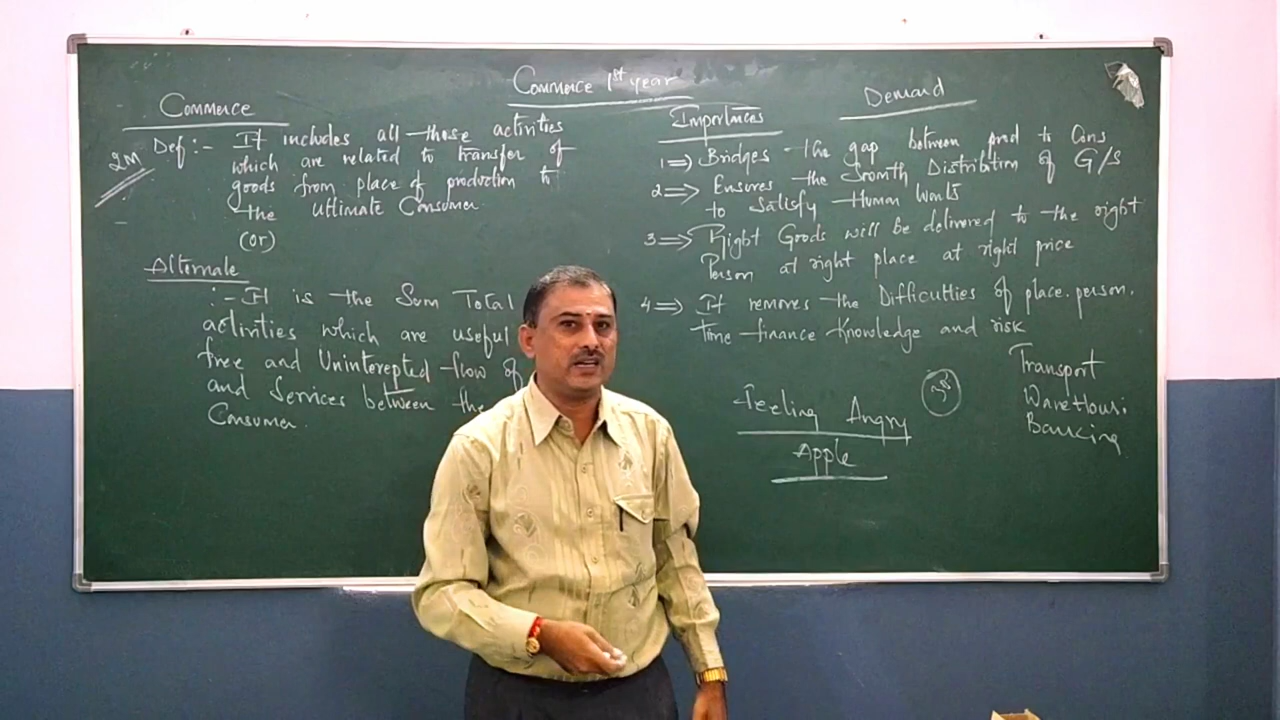 Commerce 1st year
Commerce
2M
Def :- It includes all those activities
which are related to transfer of
goods from place of production to
the Ultimate Consumer
(or)
Alternate
:- It is the Sum Total
activities which are useful
free and Uninterepted flow of
and Services between the
Consumer.
Demand
Importances
1 ⇒ Bridges the gap between prod to Cons
2 ⇒ Ensures the Smooth Distribution of G/s
to Satisfy Human Wants
3 ⇒ Right Goods will be delivered to the right
Person at right place at right price
4 ⇒ It removes the Difficulties of place. person.
Time finance Knowledge and risk
Feeling Angry
Apple
Transport
WareHousi
Banking